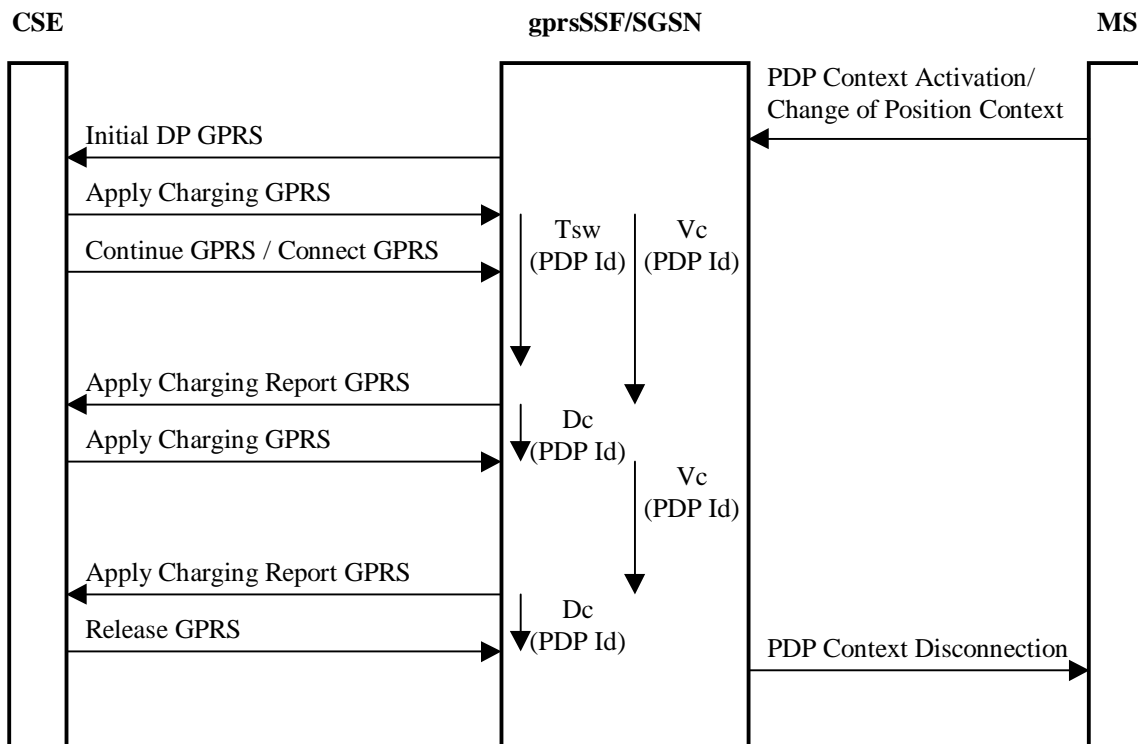 CSE
gprsSSF/SGSN
MS
PDP Context Activation/
Change of Position Context
Initial DP GPRS
Apply Charging GPRS
Tsw
(PDP Id)
Vc
(PDP Id)
Continue GPRS / Connect GPRS
Apply Charging Report GPRS
Dc
(PDP Id)
Apply Charging GPRS
Vc
(PDP Id)
Apply Charging Report GPRS
Dc
(PDP Id)
Release GPRS
PDP Context Disconnection